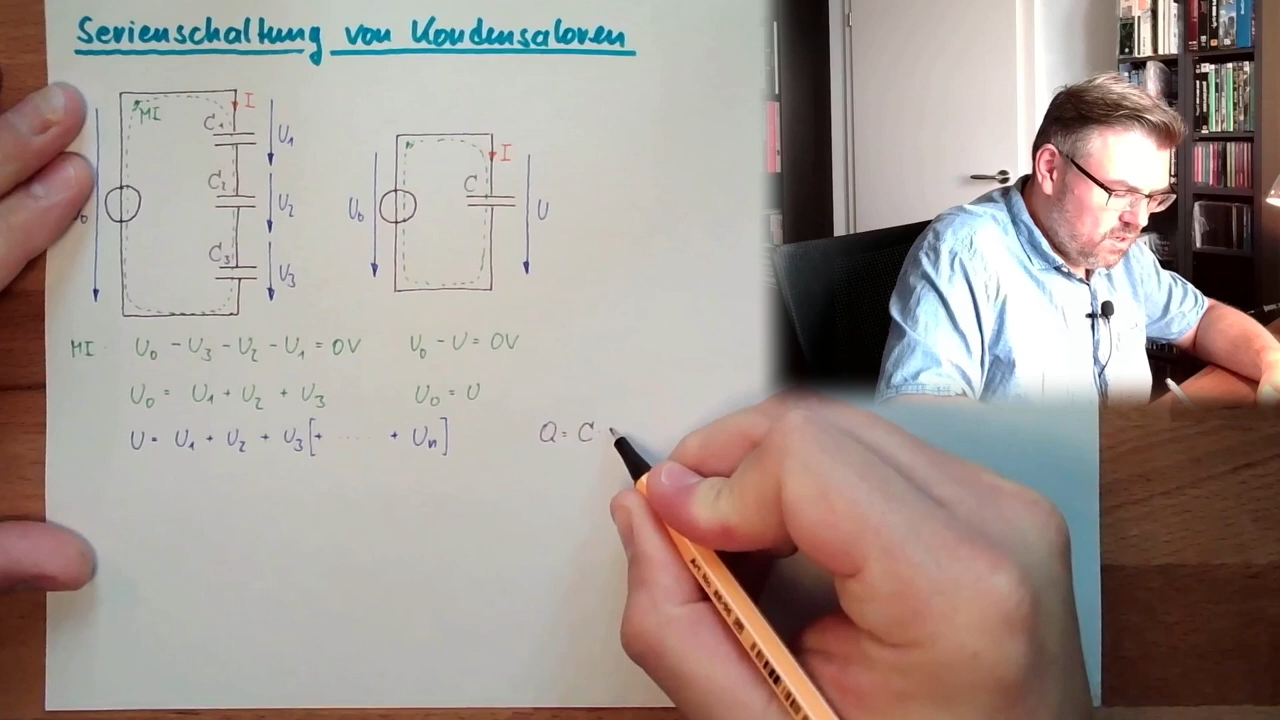 Serienschaltung von Kondensatoren
MI
I
C1
U1
C2
U2
C3
U3
U0
I
C
U
MI: U0 - U3 - U2 - U1 = 0V
U0 - U = 0V
U0 = U1 + U2 + U3
U0 = U
U = U1 + U2 + U3 [+ ..... + Un]
Q = C ·